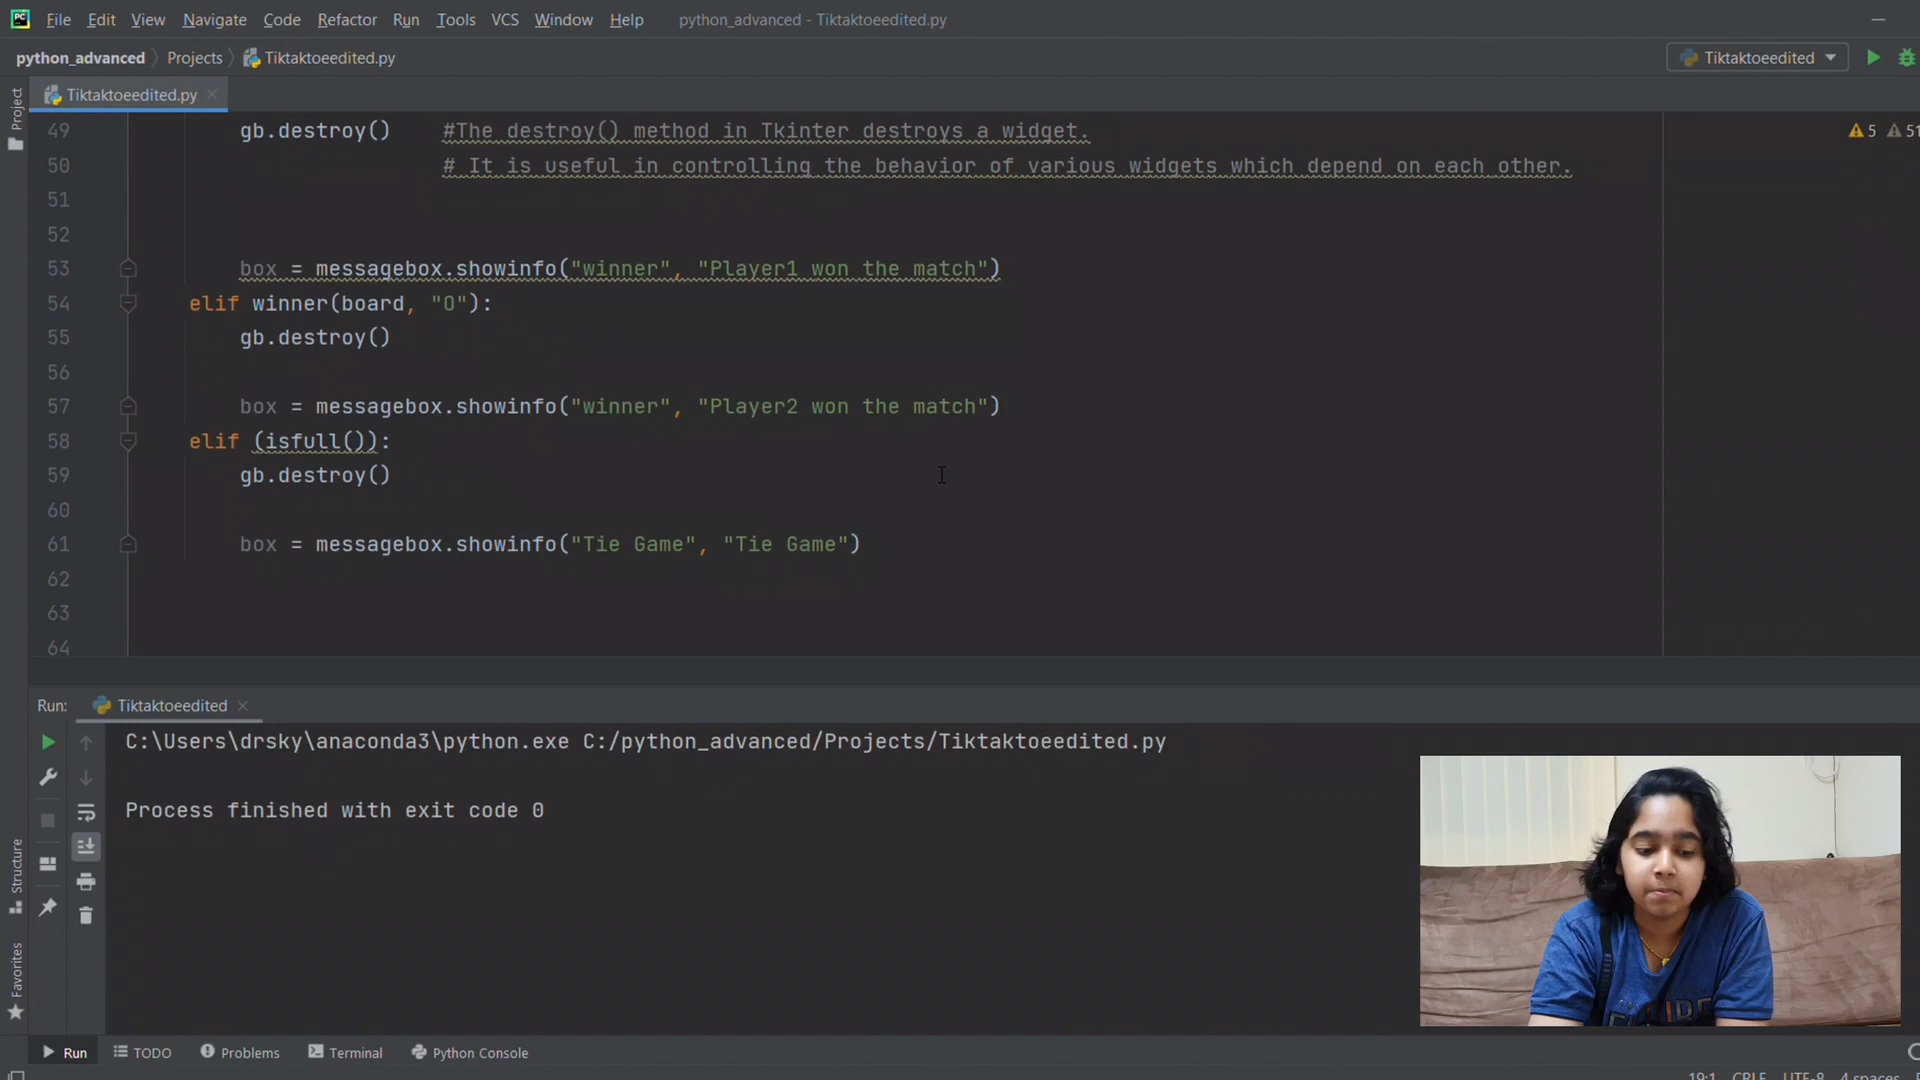 PC File Edit View Navigate Code Refactor Run Tools VCS Window Help python_advanced - Tiktaktoeedited.py
python_advanced Projects Tiktaktoeedited.py Tiktaktoeedited
Tiktaktoeedited.py
Project
49 gb.destroy() #The destroy() method in Tkinter destroys a widget. 5 51
50 # It is useful in controlling the behavior of various widgets which depend on each other.
51
52
53 box = messagebox.showinfo("winner", "Player1 won the match")
54 elif winner(board, "O"):
55 gb.destroy()
56
57 box = messagebox.showinfo("winner", "Player2 won the match")
58 elif (isfull()):
59 gb.destroy()
60
61 box = messagebox.showinfo("Tie Game", "Tie Game")
62
63
64
Run: Tiktaktoeedited
C:\Users\drsky\anaconda3\python.exe C:/python_advanced/Projects/Tiktaktoeedited.py
Process finished with exit code 0
Structure
Favorites
Run TODO Problems Terminal Python Console
19:1 CRLF UTF-8 4 spaces